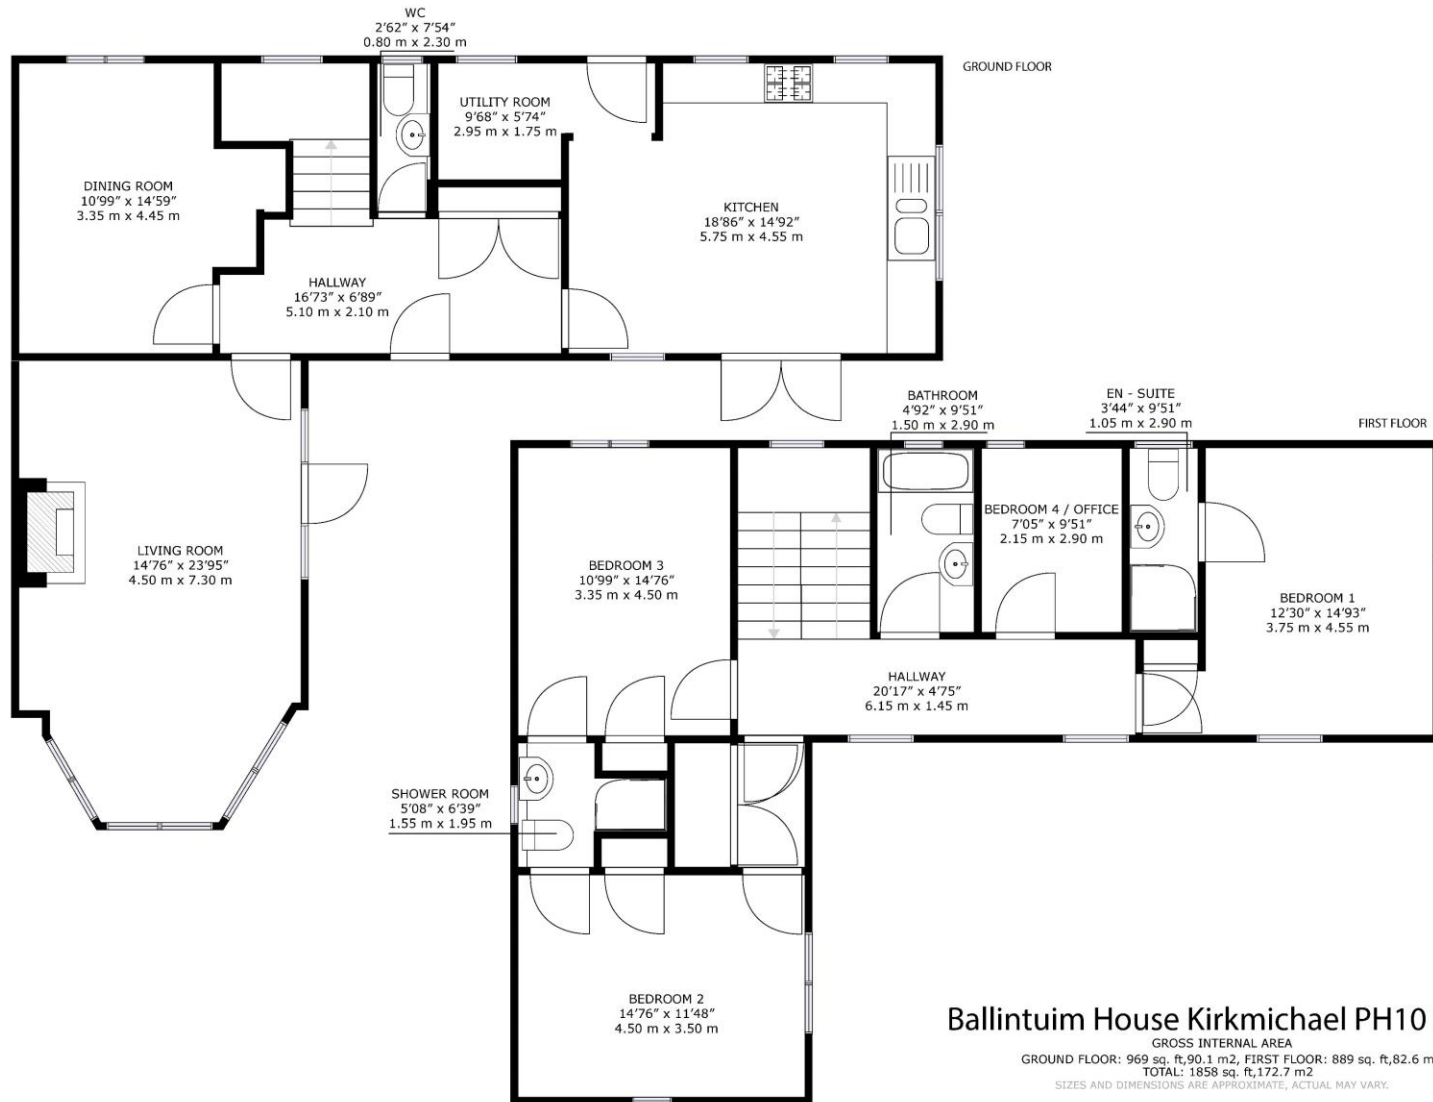 WC
2'62" x 7'54"
0.80 m x 2.30 m
GROUND FLOOR
UTILITY ROOM
9'68" x 5'74"
2.95 m x 1.75 m
DINING ROOM
10'99" x 14'59"
3.35 m x 4.45 m
KITCHEN
18'86" x 14'92"
5.75 m x 4.55 m
HALLWAY
16'73" x 6'89"
5.10 m x 2.10 m
BATHROOM
4'92" x 9'51"
1.50 m x 2.90 m
EN - SUITE
3'44" x 9'51"
1.05 m x 2.90 m
FIRST FLOOR
LIVING ROOM
14'76" x 23'95"
4.50 m x 7.30 m
BEDROOM 3
10'99" x 14'76"
3.35 m x 4.50 m
BEDROOM 4 / OFFICE
7'05" x 9'51"
2.15 m x 2.90 m
BEDROOM 1
12'30" x 14'93"
3.75 m x 4.55 m
HALLWAY
20'17" x 4'75"
6.15 m x 1.45 m
SHOWER ROOM
5'08" x 6'39"
1.55 m x 1.95 m
BEDROOM 2
14'76" x 11'48"
4.50 m x 3.50 m
Ballintuim House Kirkmichael PH10
GROSS INTERNAL AREA
GROUND FLOOR: 969 sq. ft,90.1 m2, FIRST FLOOR: 889 sq. ft,82.6 m
TOTAL: 1858 sq. ft,172.7 m2
SIZES AND DIMENSIONS ARE APPROXIMATE, ACTUAL MAY VARY.